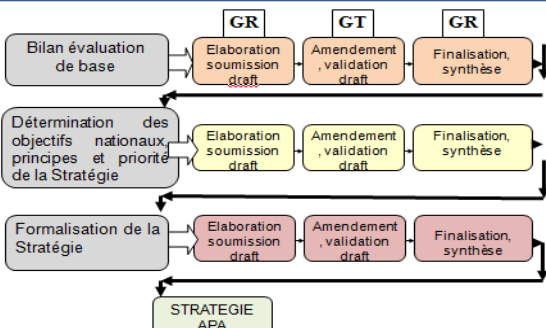 GR
GT
GR
Bilan évaluation
de base
Elaboration
soumission
draft
Amendement
, validation
draft
Finalisation,
synthèse
Détermination des
objectifs nationaux,
principes et priorité
de la Stratégie
Elaboration
soumission
draft
Amendement
, validation
draft
Finalisation,
synthèse
Formalisation de la
Stratégie
Elaboration
soumission
draft
Amendement
, validation
draft
Finalisation,
synthèse
STRATEGIE
APA